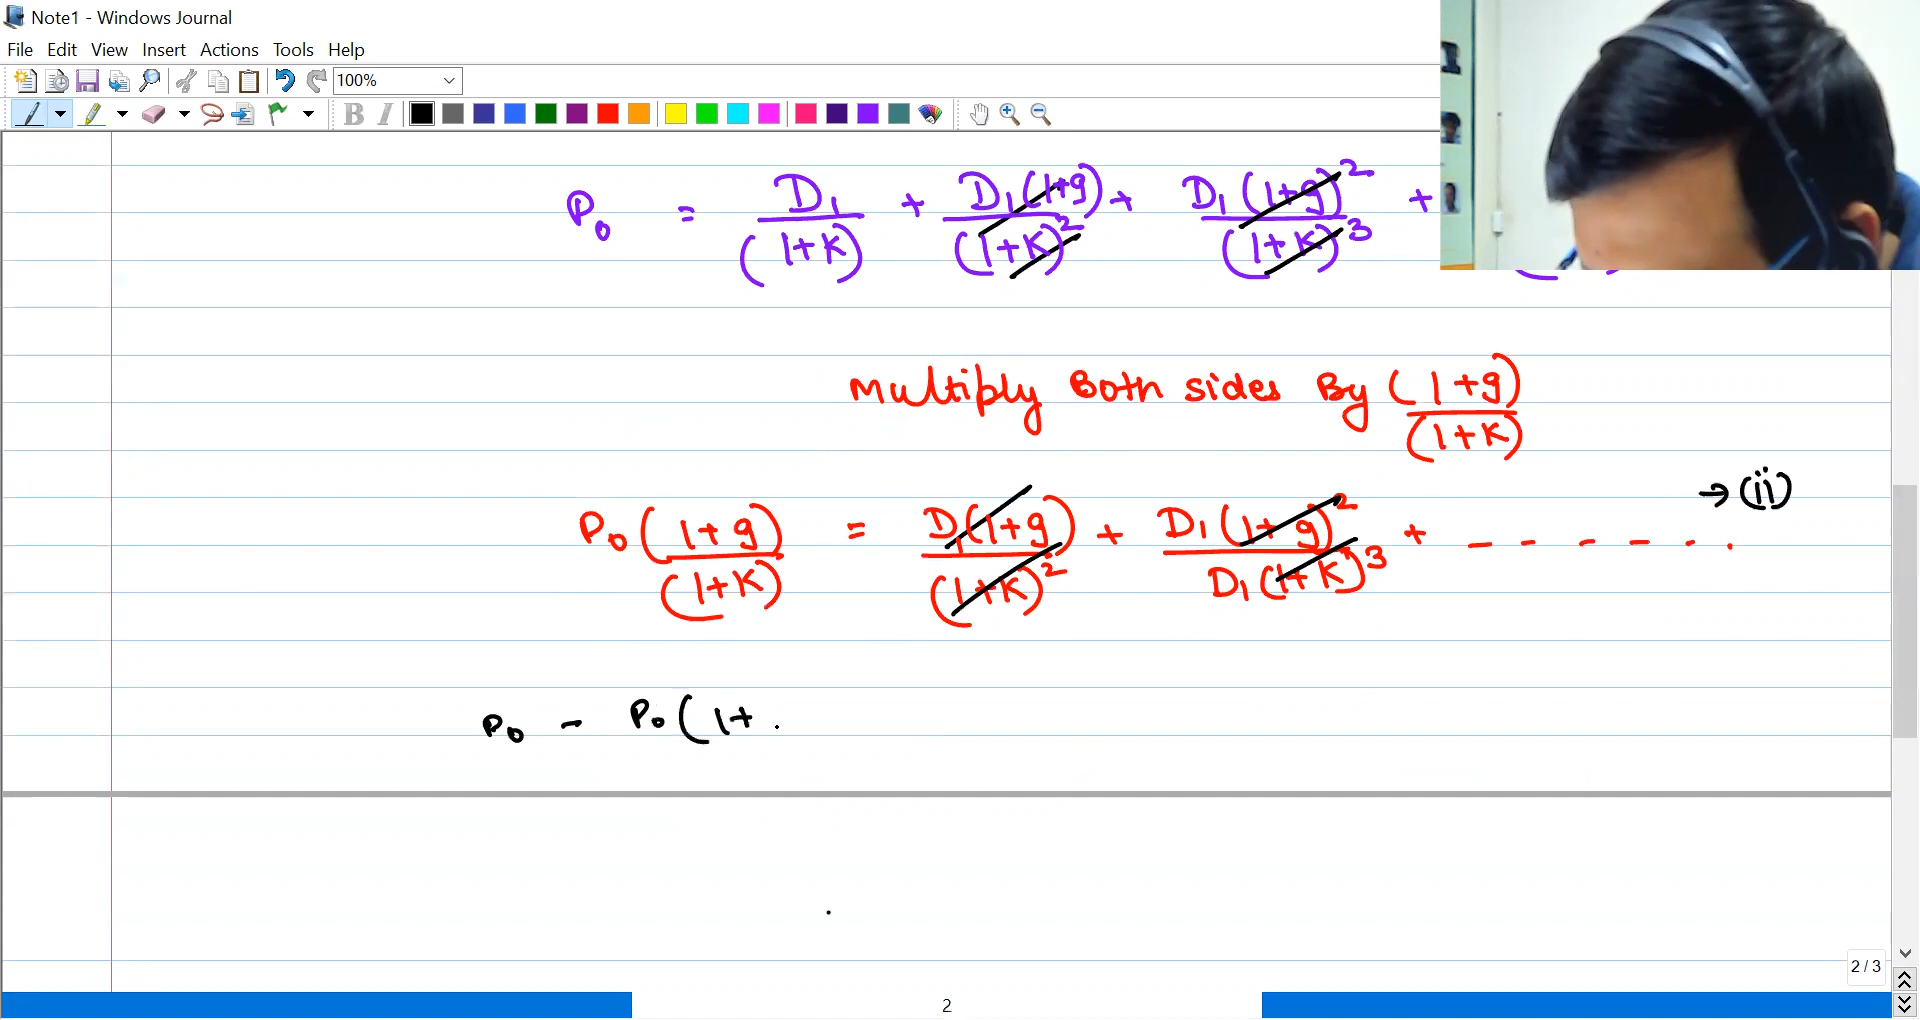 Note1 - Windows Journal
File Edit View Insert Actions Tools Help
100%
B I
P₀ = D₁/(1+K) + D₁(1+g)/(1+K)² + D₁(1+g)²/(1+K)³ +
Multiply Both sides By (1+g)/(1+K)
→(ii)
P₀(1+g)/(1+K) = D₁(1+g)/(1+K)² + D₁(1+g)²/D₁(1+K)³ + - - - - - .
P₀ - P₀(1+
2 / 3
2